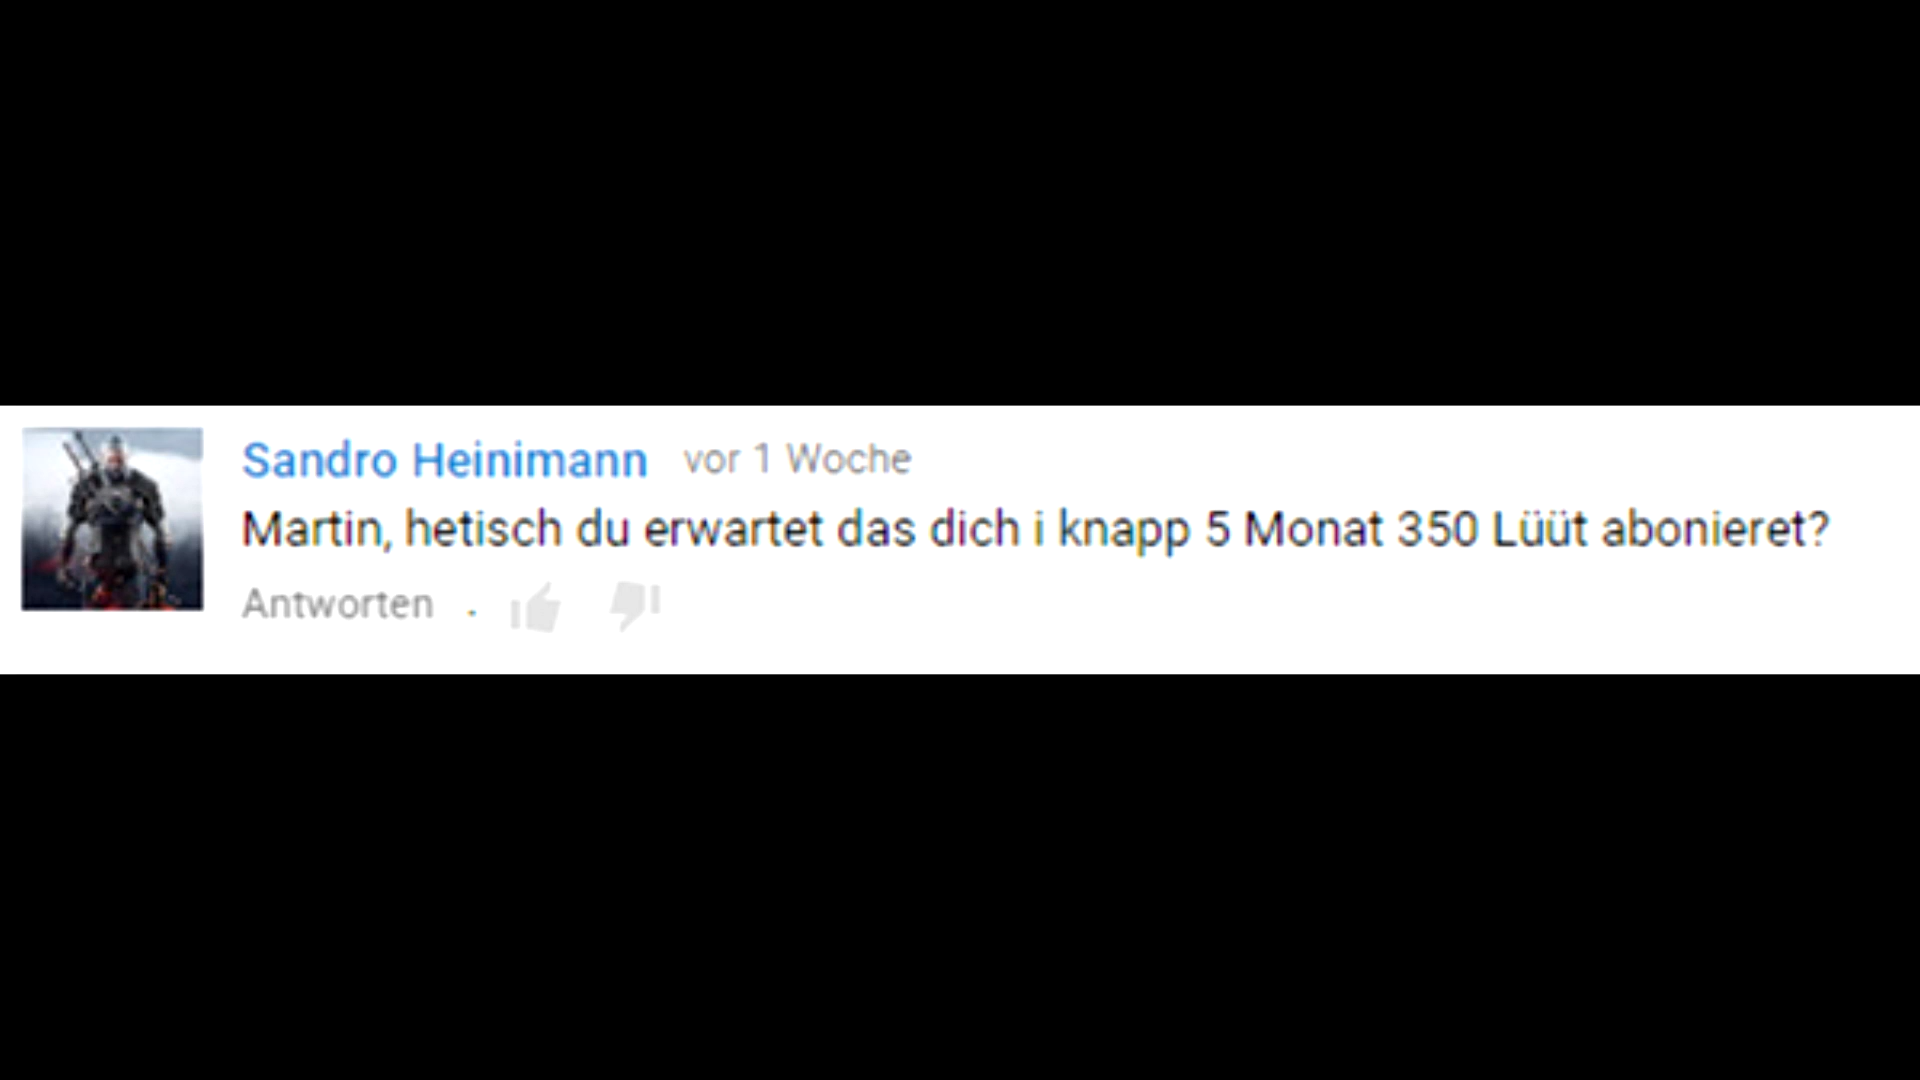 Sandro Heinimann vor 1 Woche
Martin, hetisch du erwartet das dich i knapp 5 Monat 350 Lüüt abonieret?
Antworten